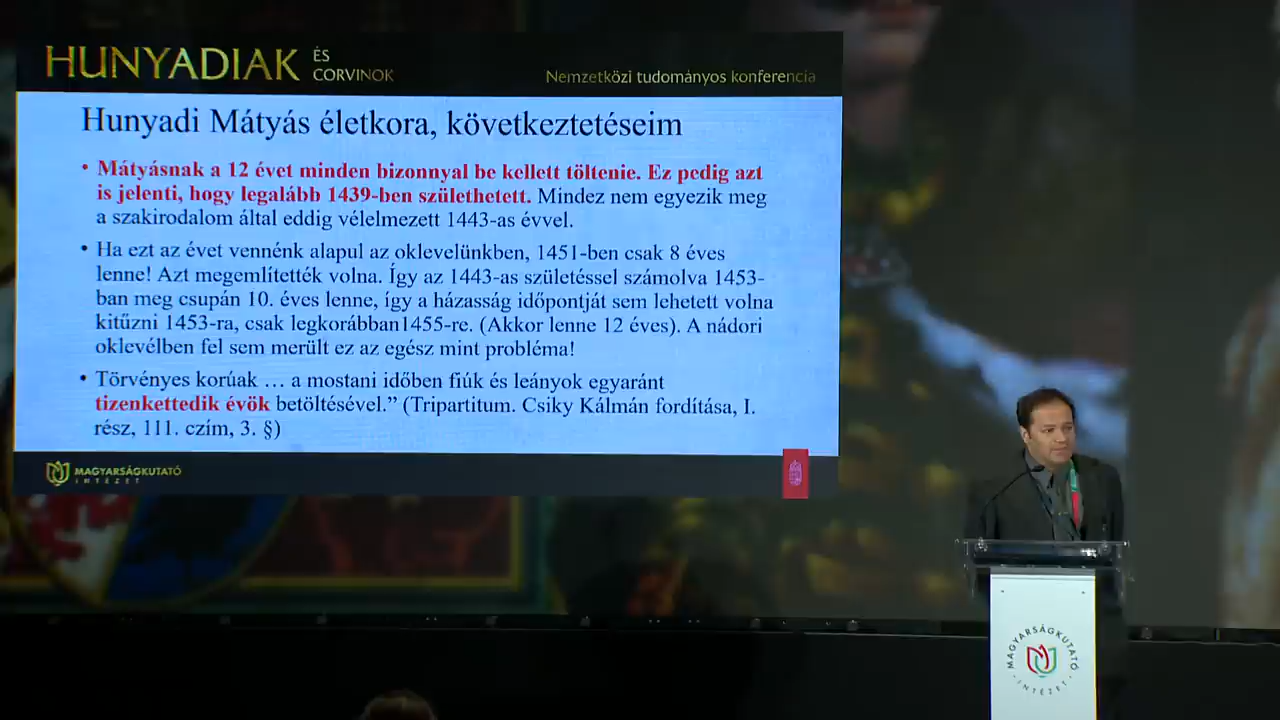 HUNYADIAK ÉS CORVINOK
Nemzetközi tudományos konferencia
Hunyadi Mátyás életkora, következtetéseim
• Mátyásnak a 12 évet minden bizonnyal be kellett töltenie. Ez pedig azt
is jelenti, hogy legalább 1439-ben születhetett. Mindez nem egyezik meg
a szakirodalom által eddig vélelmezett 1443-as évvel.
• Ha ezt az évet vennénk alapul az oklevelünkben, 1451-ben csak 8 éves
lenne! Azt megemlítették volna. Így az 1443-as születéssel számolva 1453-
ban meg csupán 10. éves lenne, így a házasság időpontját sem lehetett volna
kitűzni 1453-ra, csak legkorábban1455-re. (Akkor lenne 12 éves). A nádori
oklevélben fel sem merült ez az egész mint probléma!
• Törvényes korúak … a mostani időben fiúk és leányok egyaránt
tizenkettedik évök betöltésével.” (Tripartitum. Csiky Kálmán fordítása, I.
rész, 111. czím, 3. §)
MAGYARSÁGKUTATÓ
INTÉZET
MAGYARSÁGKUTATÓ
INTÉZET